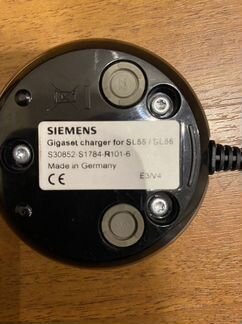 SIEMENS
Gigaset charger for SL55 / SL56
S30852-S1784-R101-6
Made in Germany
CE E3/V4